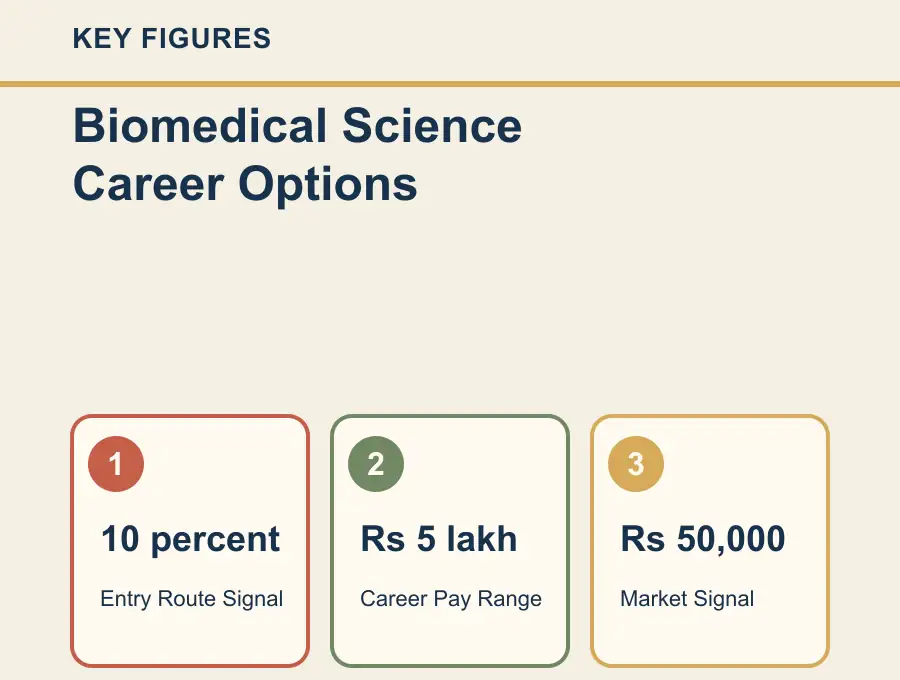 KEY FIGURES
Biomedical Science
Career Options
1
10 percent
Entry Route Signal
2
Rs 5 lakh
Career Pay Range
3
Rs 50,000
Market Signal